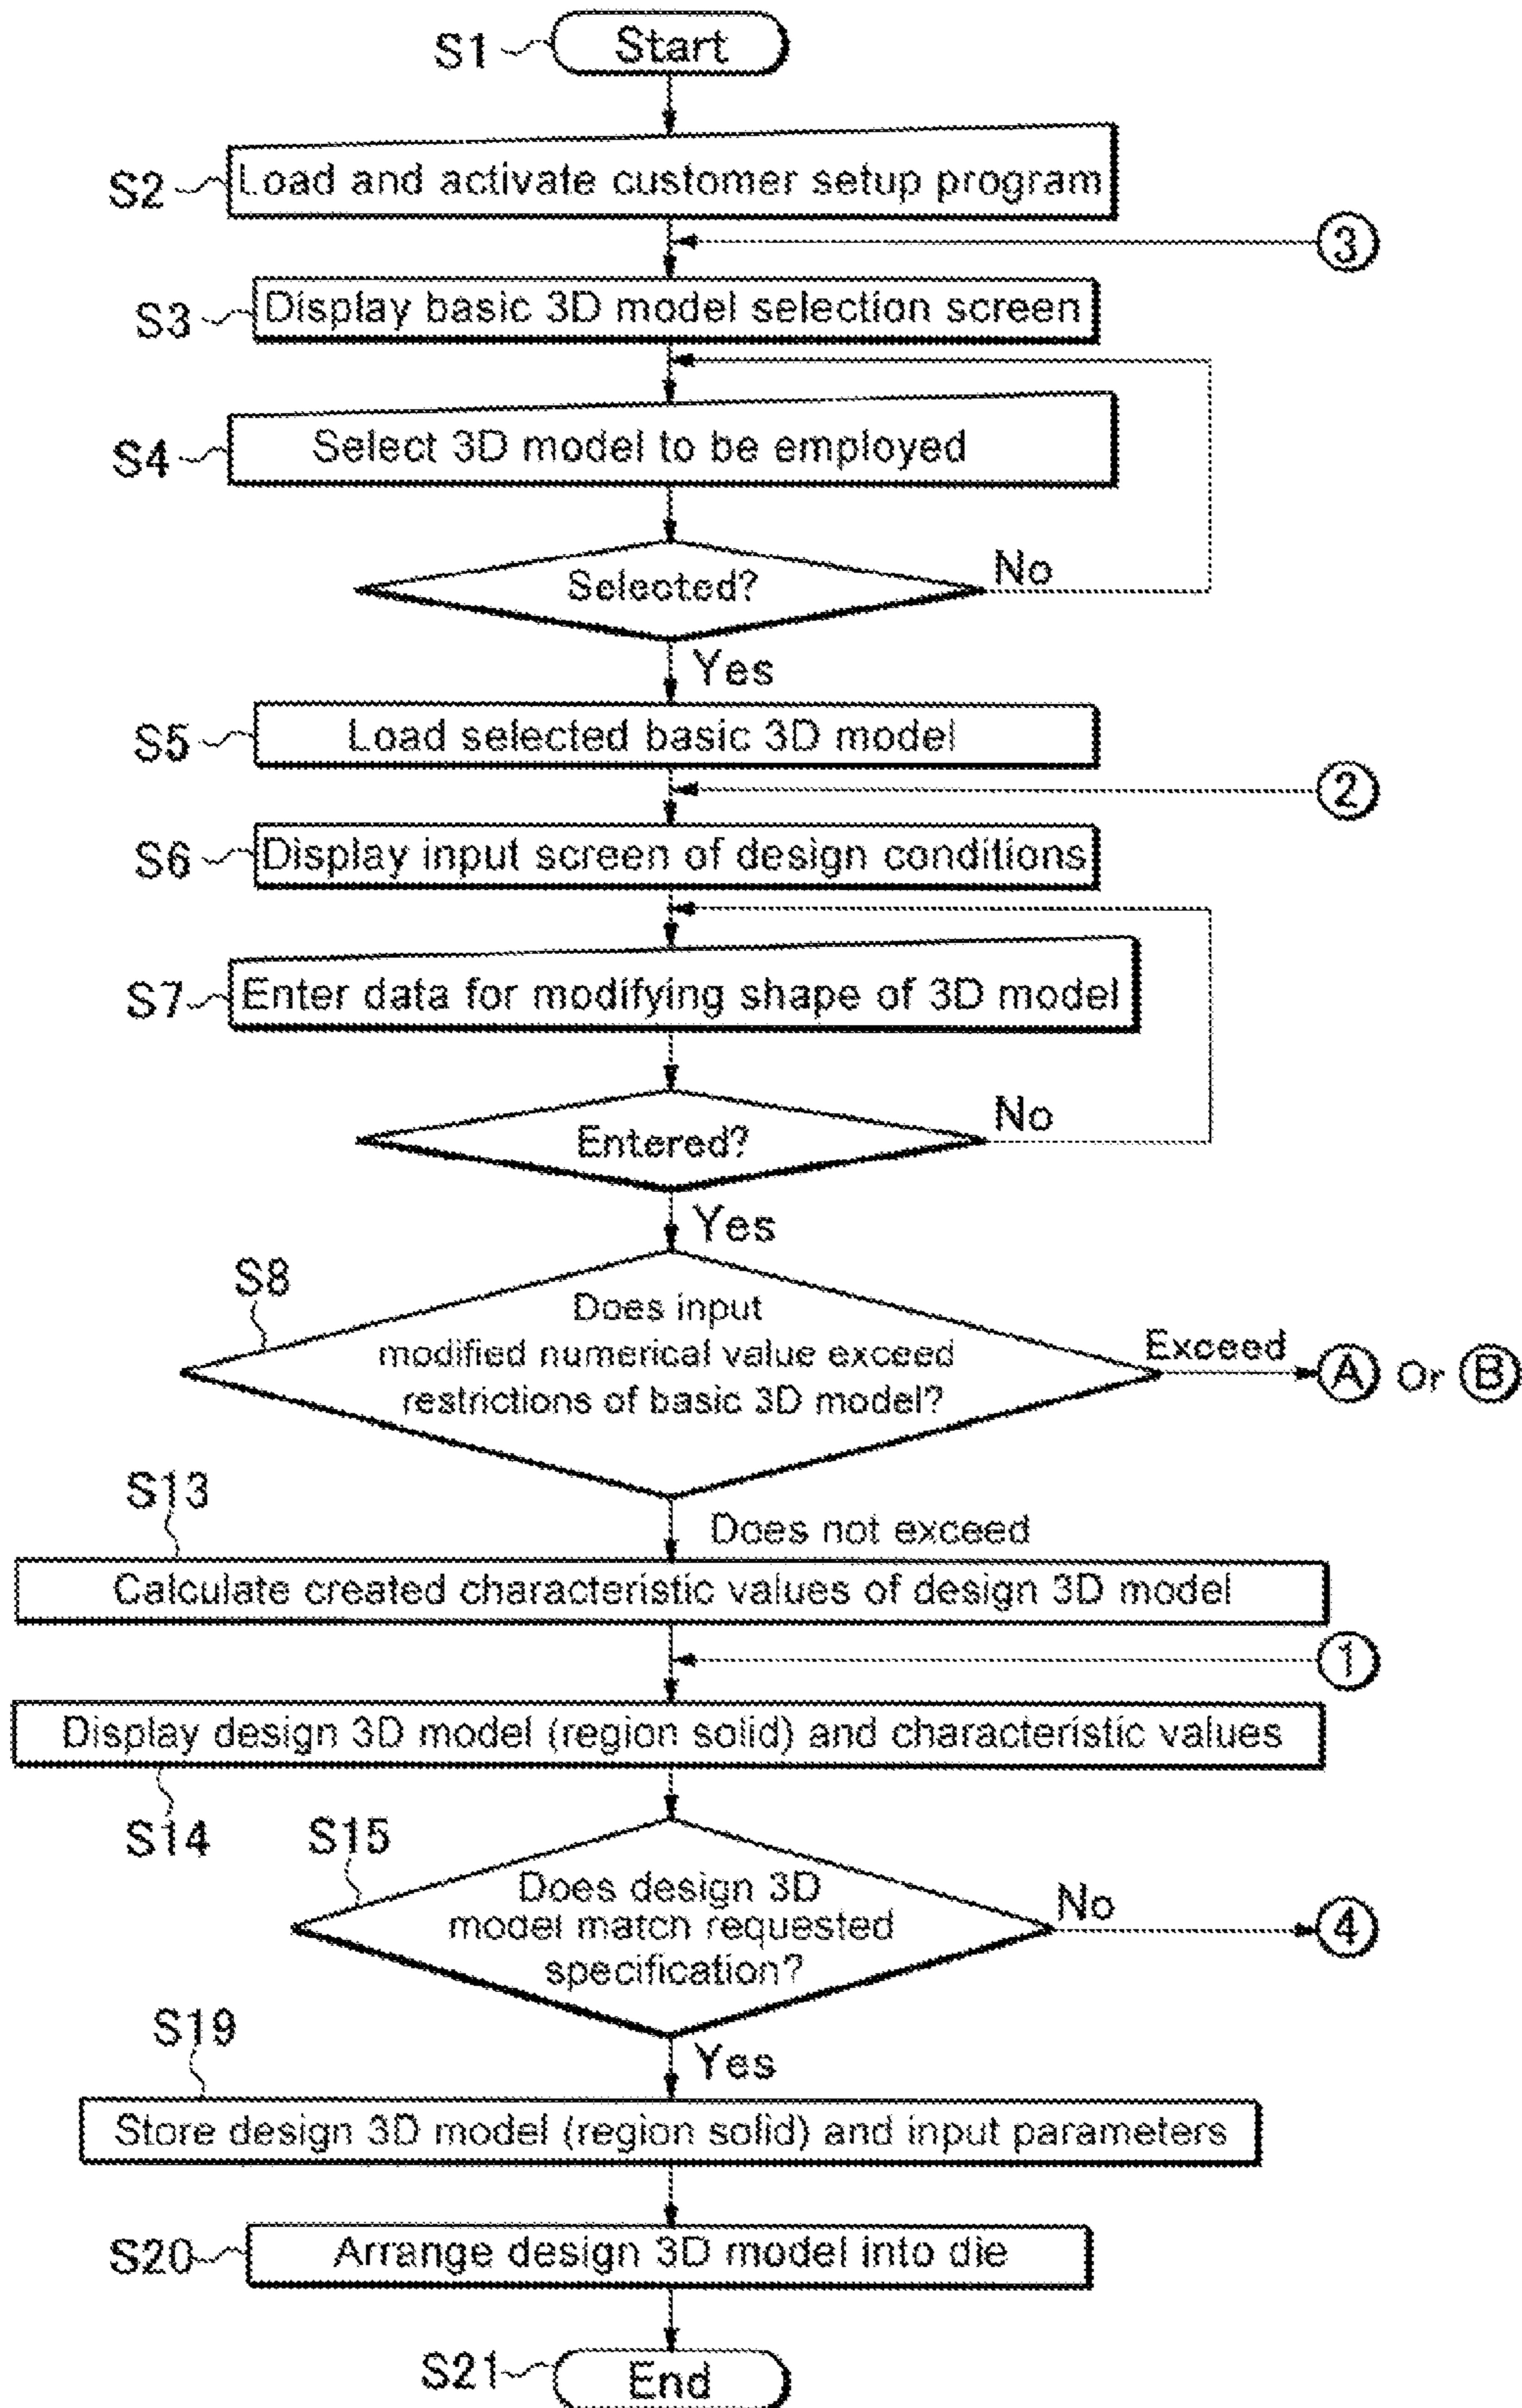 S1 Start
S2 Load and activate customer setup program
3
S3 Display basic 3D model selection screen
S4 Select 3D model to be employed
Selected?
No
Yes
S5 Load selected basic 3D model
2
S6 Display input screen of design conditions
S7 Enter data for modifying shape of 3D model
Entered?
No
Yes
S8
Does input
modified numerical value exceed
restrictions of basic 3D model?
Exceed
A Or B
S13
Does not exceed
Calculate created characteristic values of design 3D model
1
Display design 3D model (region solid) and characteristic values
S14
S15
Does design 3D
model match requested
specification?
No
4
S19
Yes
Store design 3D model (region solid) and input parameters
S20 Arrange design 3D model into die
S21 End